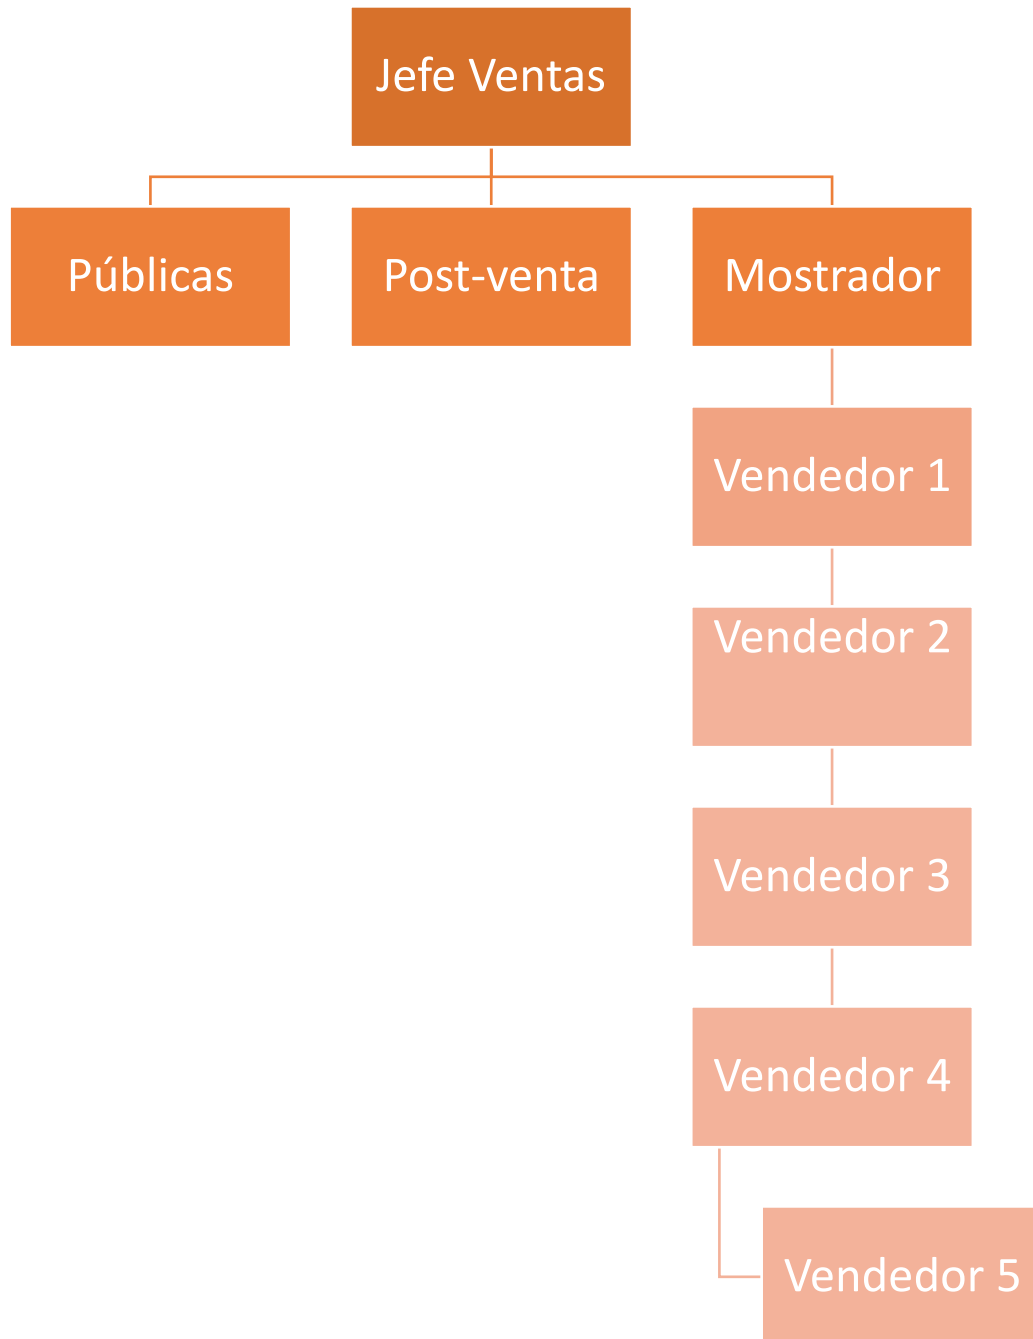 Jefe Ventas
Públicas
Post-venta
Mostrador
Vendedor 1
Vendedor 2
Vendedor 3
Vendedor 4
Vendedor 5